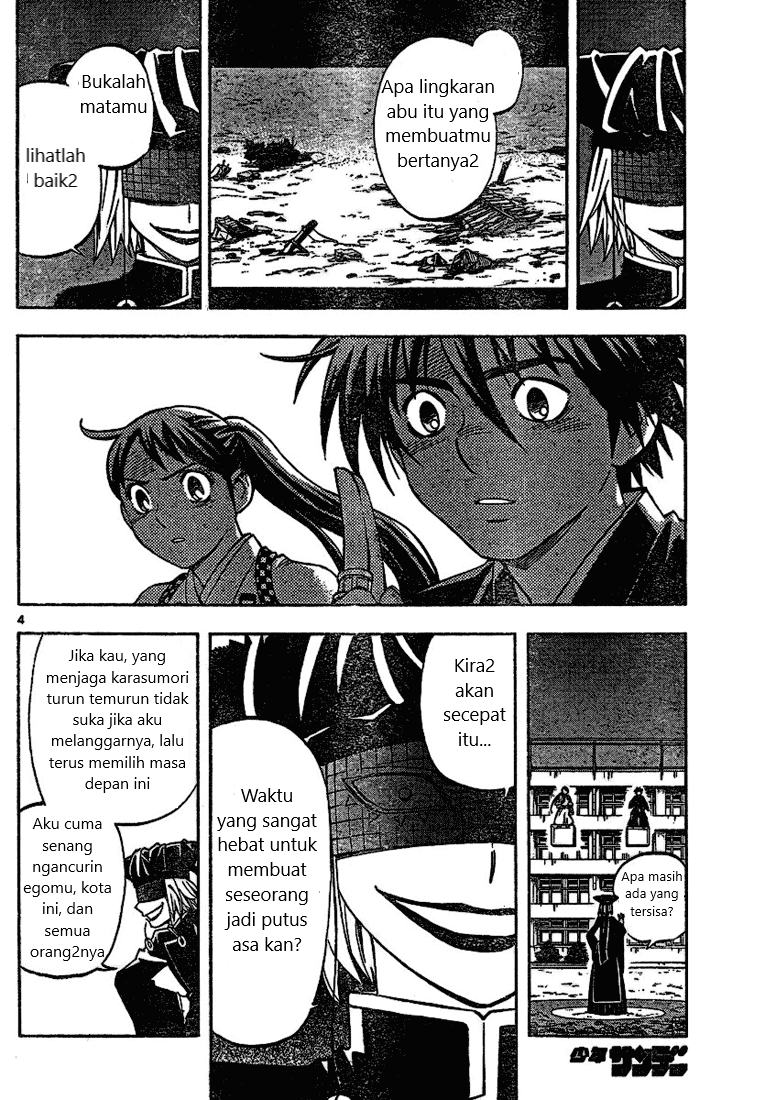 Apa lingkaran
abu itu yang
membuatmu
bertanya2
Bukalah
matamu
lihatlah
baik2
4
Apa masih
ada yang
tersisa?
Kira2
akan
secepat
itu...
Waktu
yang sangat
hebat untuk
membuat
seseorang
jadi putus
asa kan?
Jika kau, yang
menjaga karasumori
turun temurun tidak
suka jika aku
melanggarnya, lalu
terus memilih masa
depan ini
Aku cuma
senang
ngancurin
egomu, kota
ini, dan
semua
orang2nya